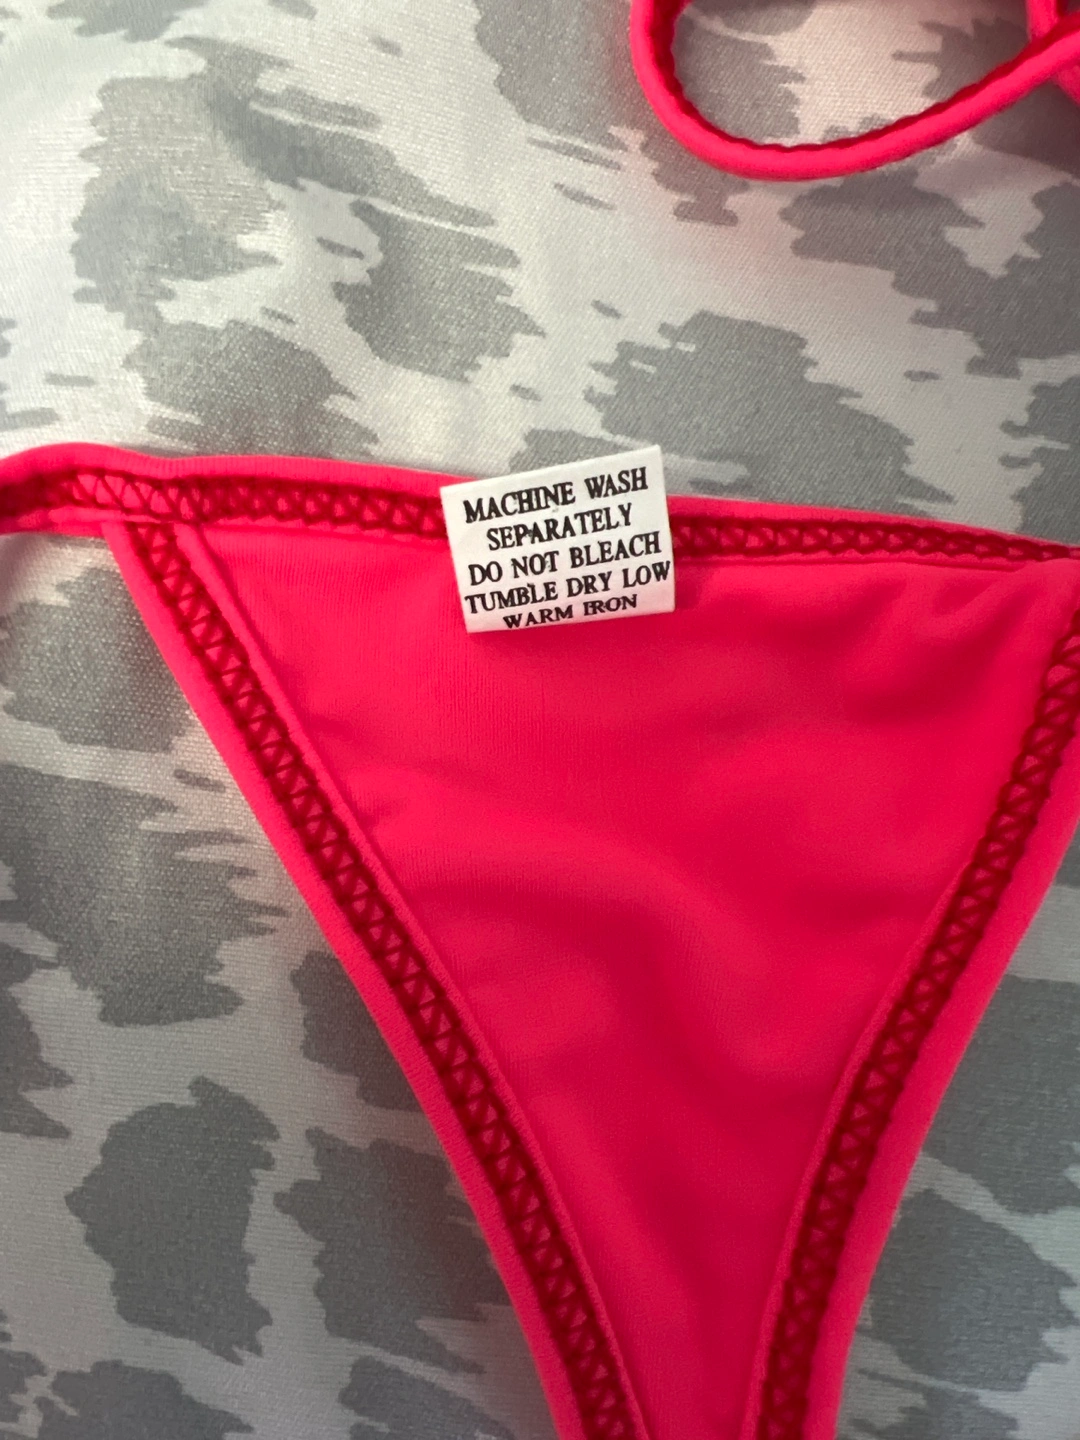 MACHINE WASH
SEPARATELY
DO NOT BLEACH
TUMBLE DRY LOW
WARM IRON